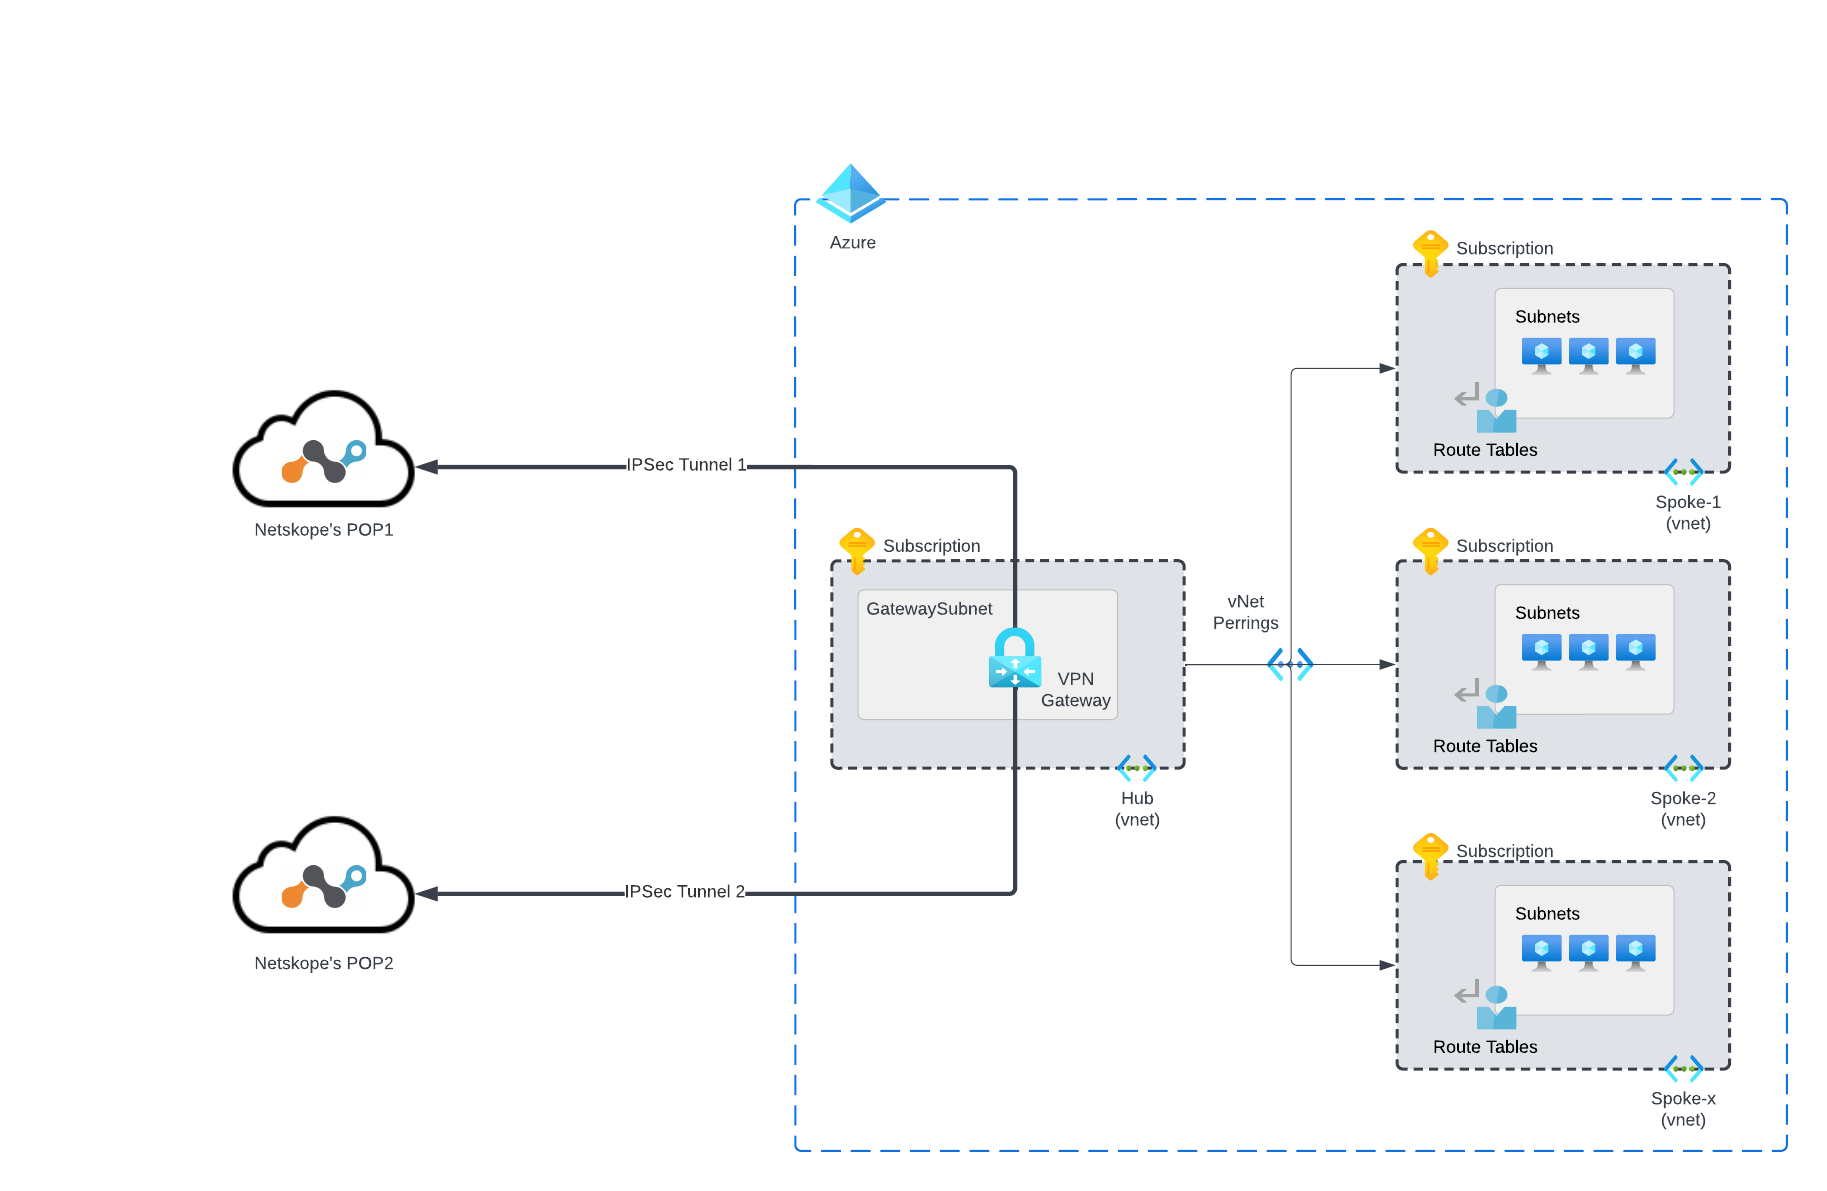 Azure
Subscription
Subnets
Route Tables
Spoke-1
(vnet)
IPSec Tunnel 1
Netskope's POP1
Subscription
GatewaySubnet
VPN
Gateway
Hub
(vnet)
vNet
Perrings
Subscription
Subnets
Route Tables
Spoke-2
(vnet)
IPSec Tunnel 2
Netskope's POP2
Subscription
Subnets
Route Tables
Spoke-x
(vnet)